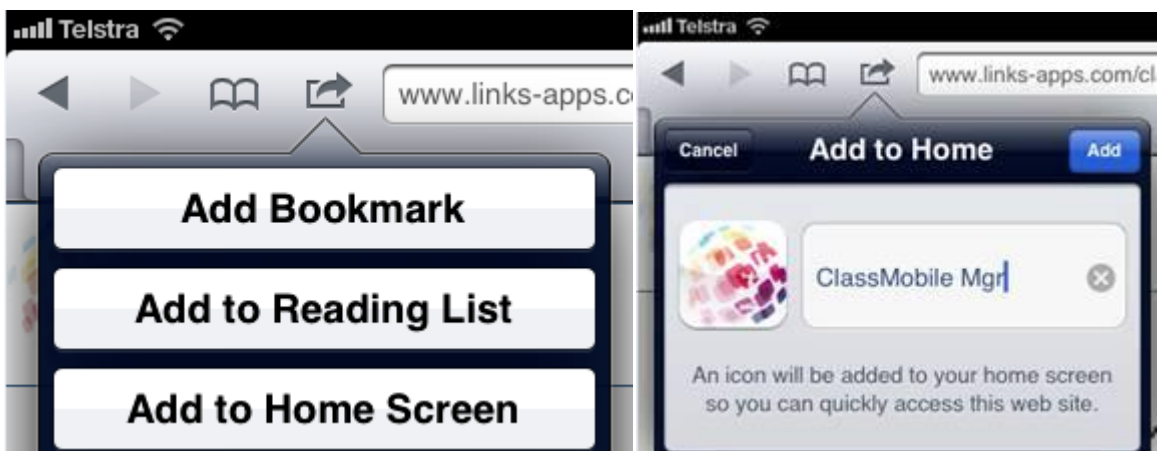 Telstra
www.links-apps.c
Add Bookmark
Add to Reading List
Add to Home Screen
Telstra
www.links-apps.com/cl
Cancel
Add to Home
Add
ClassMobile Mgr
An icon will be added to your home screen
so you can quickly access this web site.